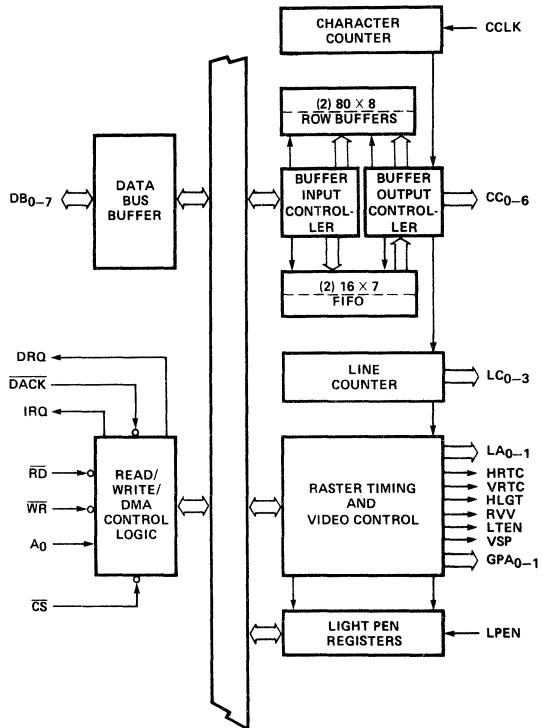 CHARACTER
COUNTER
CCLK
(2) 80 × 8
ROW BUFFERS
DB0–7
DATA
BUS
BUFFER
BUFFER
INPUT
CONTROL-
LER
BUFFER
OUTPUT
CONTROL-
LER
CC0–6
(2) 16 × 7
FIFO
DRQ
DACK
IRQ
LINE
COUNTER
LC0–3
RD
WR
A0
CS
READ/
WRITE/
DMA
CONTROL
LOGIC
RASTER TIMING
AND
VIDEO CONTROL
LA0–1
HRTC
VRTC
HLGT
RVV
LTEN
VSP
GPA0–1
LIGHT PEN
REGISTERS
LPEN